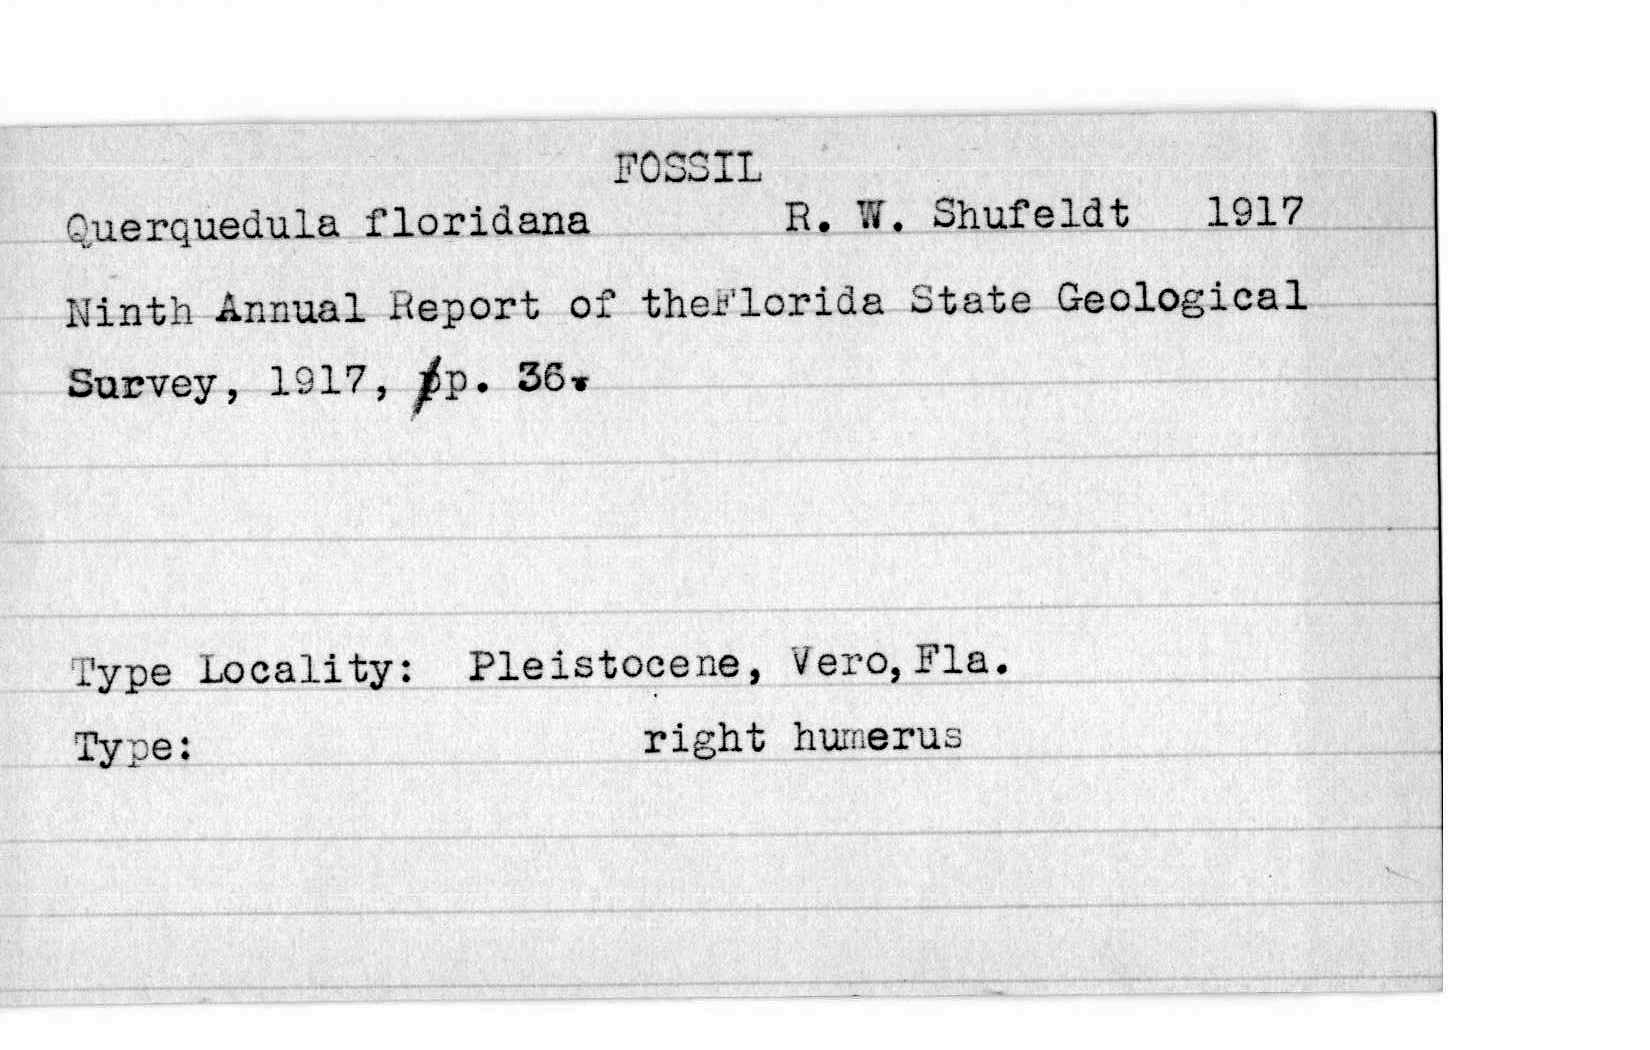 FOSSIL
Querquedula floridana R. W. Shufeldt 1917
Ninth Annual Report of theFlorida State Geological
Survey, 1917, p. 36.
Type Locality: Pleistocene, Vero, Fla.
Type: right humerus